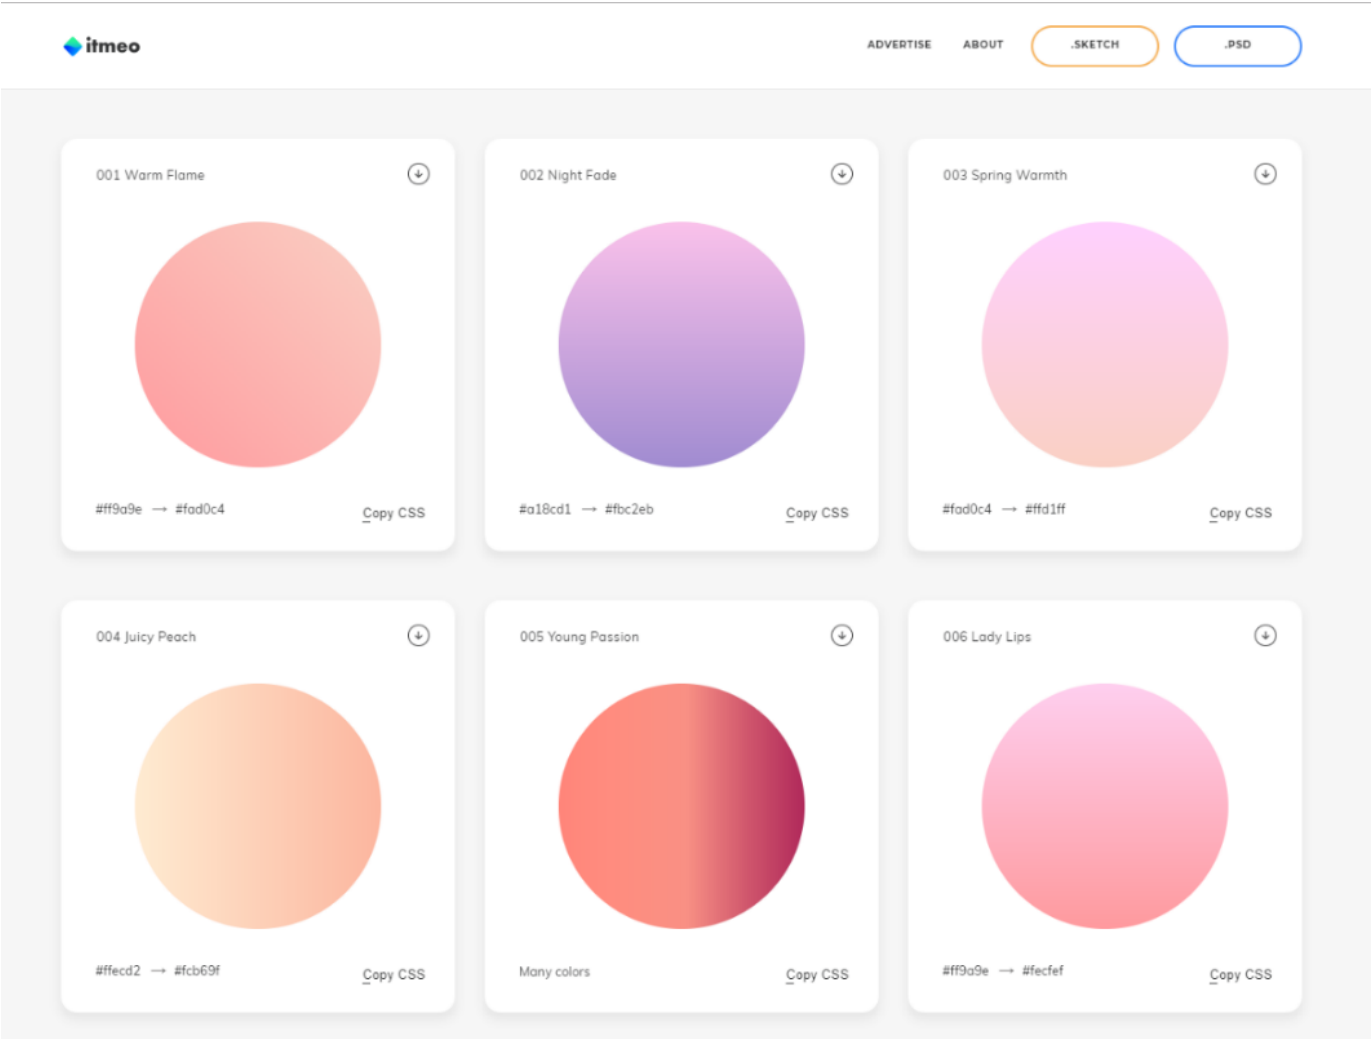 itmeo
ADVERTISE ABOUT .SKETCH .PSD
001 Warm Flame
#ff9a9e → #fad0c4
Copy CSS
002 Night Fade
#a18cd1 → #fbc2eb
Copy CSS
003 Spring Warmth
#fad0c4 → #ffd1ff
Copy CSS
004 Juicy Peach
#ffecd2 → #fcb69f
Copy CSS
005 Young Passion
Many colors
Copy CSS
006 Lady Lips
#ff9a9e → #fecfef
Copy CSS